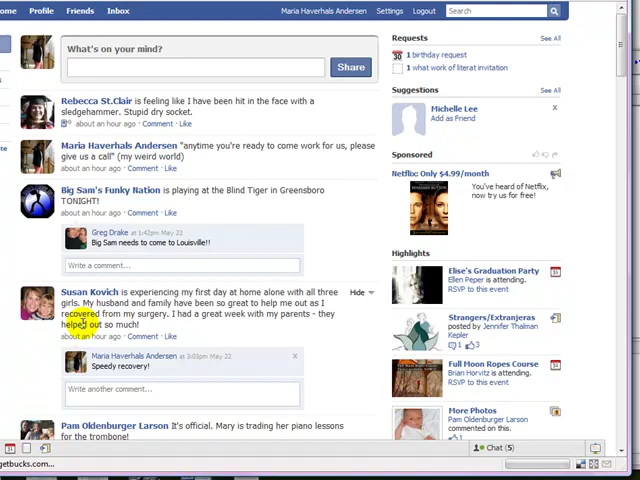 ome Profile Friends Inbox
Maria Haverhals Andersen Settings Logout Search
What's on your mind?
Share
Rebecca St.Clair is feeling like I have been hit in the face with a
sledgehammer. Stupid dry socket.
about an hour ago · Comment · Like
Maria Haverhals Andersen "anytime you're ready to come work for us, please
give us a call" (my weird world)
about an hour ago · Comment · Like
Big Sam's Funky Nation is playing at the Blind Tiger in Greensboro
TONIGHT!
about an hour ago · Comment · Like
Greg Drake at 1:42pm May 22
Big Sam needs to come to Louisville!!
Write a comment...
Susan Kovich is experiencing my first day at home alone with all three
girls. My husband and family have been so great to help me out as I
recovered from my surgery. I had a great week with my parents - they
helped out so much!
Hide
about an hour ago · Comment · Like
Maria Haverhals Andersen at 3:03pm May 22
Speedy recovery!
x
Write another comment...
Pam Oldenburger Larson It's official. Mary is trading her piano lessons
for the trombone!
Requests
See All
1 birthday request
1 what work of literat invitation
Suggestions
See All
Michelle Lee
Add as Friend
x
Sponsored
Netflix: Only $4.99/month
You've heard of Netflix,
now try us for free!
Highlights
Elise's Graduation Party
Ellen Peper is attending.
RSVP to this event
Strangers/Extranjeras
posted by Jennifer Thalman
Kepler
1 3
Full Moon Ropes Course
Brian Horvitz is attending.
RSVP to this event
More Photos
Pam Oldenburger Larson
commented on this.
Chat (5)
getbucks.com...